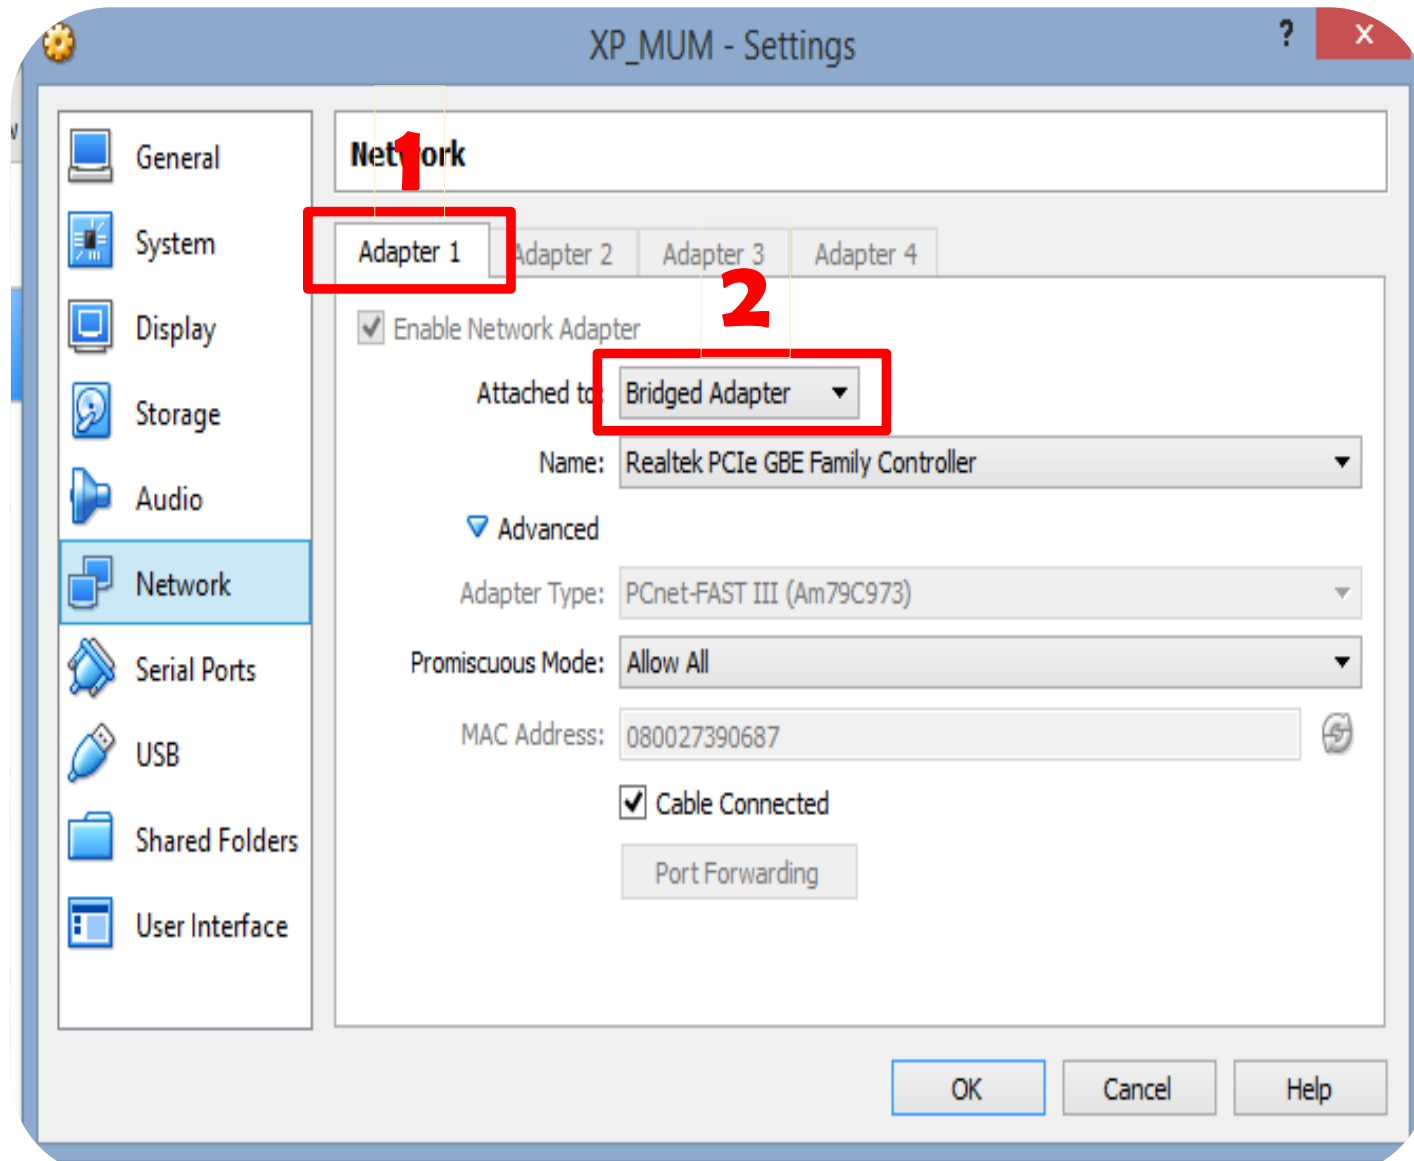 XP_MUM - Settings
?
x
w
General
System
Display
Storage
Audio
Network
Serial Ports
USB
Shared Folders
User Interface
Network
1
Adapter 1
Adapter 2
Adapter 3
Adapter 4
2
Enable Network Adapter
Attached to: Bridged Adapter
Name: Realtek PCIe GBE Family Controller
Advanced
Adapter Type: PCnet-FAST III (Am79C973)
Promiscuous Mode: Allow All
MAC Address: 080027390687
Cable Connected
Port Forwarding
OK
Cancel
Help